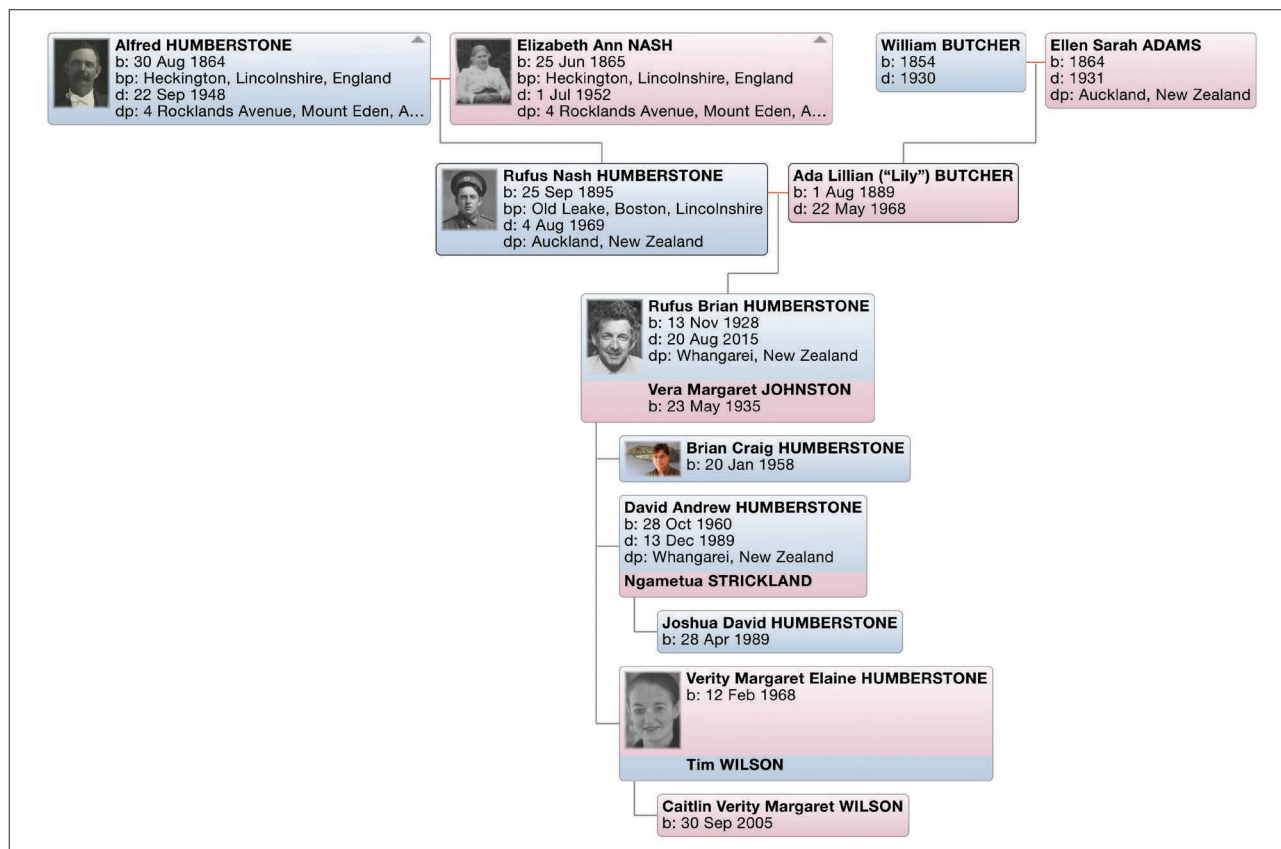 Alfred HUMBERSTONE
b: 30 Aug 1864
bp: Heckington, Lincolnshire, England
d: 22 Sep 1948
dp: 4 Rocklands Avenue, Mount Eden, A…
Elizabeth Ann NASH
b: 25 Jun 1865
bp: Heckington, Lincolnshire, England
d: 1 Jul 1952
dp: 4 Rocklands Avenue, Mount Eden, A…
William BUTCHER
b: 1854
d: 1930
Ellen Sarah ADAMS
b: 1864
d: 1931
dp: Auckland, New Zealand
Rufus Nash HUMBERSTONE
b: 25 Sep 1895
bp: Old Leake, Boston, Lincolnshire
d: 4 Aug 1969
dp: Auckland, New Zealand
Ada Lillian (“Lily”) BUTCHER
b: 1 Aug 1889
d: 22 May 1968
Rufus Brian HUMBERSTONE
b: 13 Nov 1928
d: 20 Aug 2015
dp: Whangarei, New Zealand
Vera Margaret JOHNSTON
b: 23 May 1935
Brian Craig HUMBERSTONE
b: 20 Jan 1958
David Andrew HUMBERSTONE
b: 28 Oct 1960
d: 13 Dec 1989
dp: Whangarei, New Zealand
Ngametua STRICKLAND
Joshua David HUMBERSTONE
b: 28 Apr 1989
Verity Margaret Elaine HUMBERSTONE
b: 12 Feb 1968
Tim WILSON
Caitlin Verity Margaret WILSON
b: 30 Sep 2005